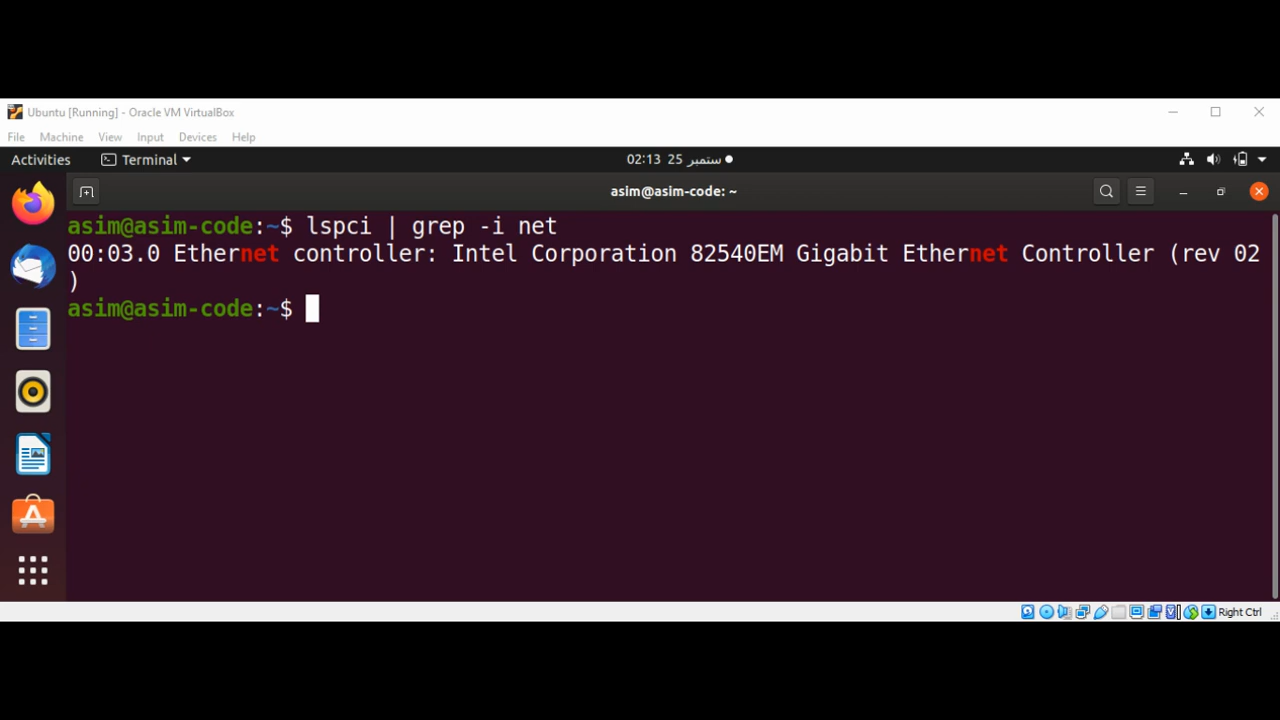 Ubuntu [Running] - Oracle VM VirtualBox
File Machine View Input Devices Help
Activities Terminal 02:13 25 ستمبر
asim@asim-code: ~
asim@asim-code:~$ lspci | grep -i net
00:03.0 Ethernet controller: Intel Corporation 82540EM Gigabit Ethernet Controller (rev 02
)
asim@asim-code:~$
Right Ctrl